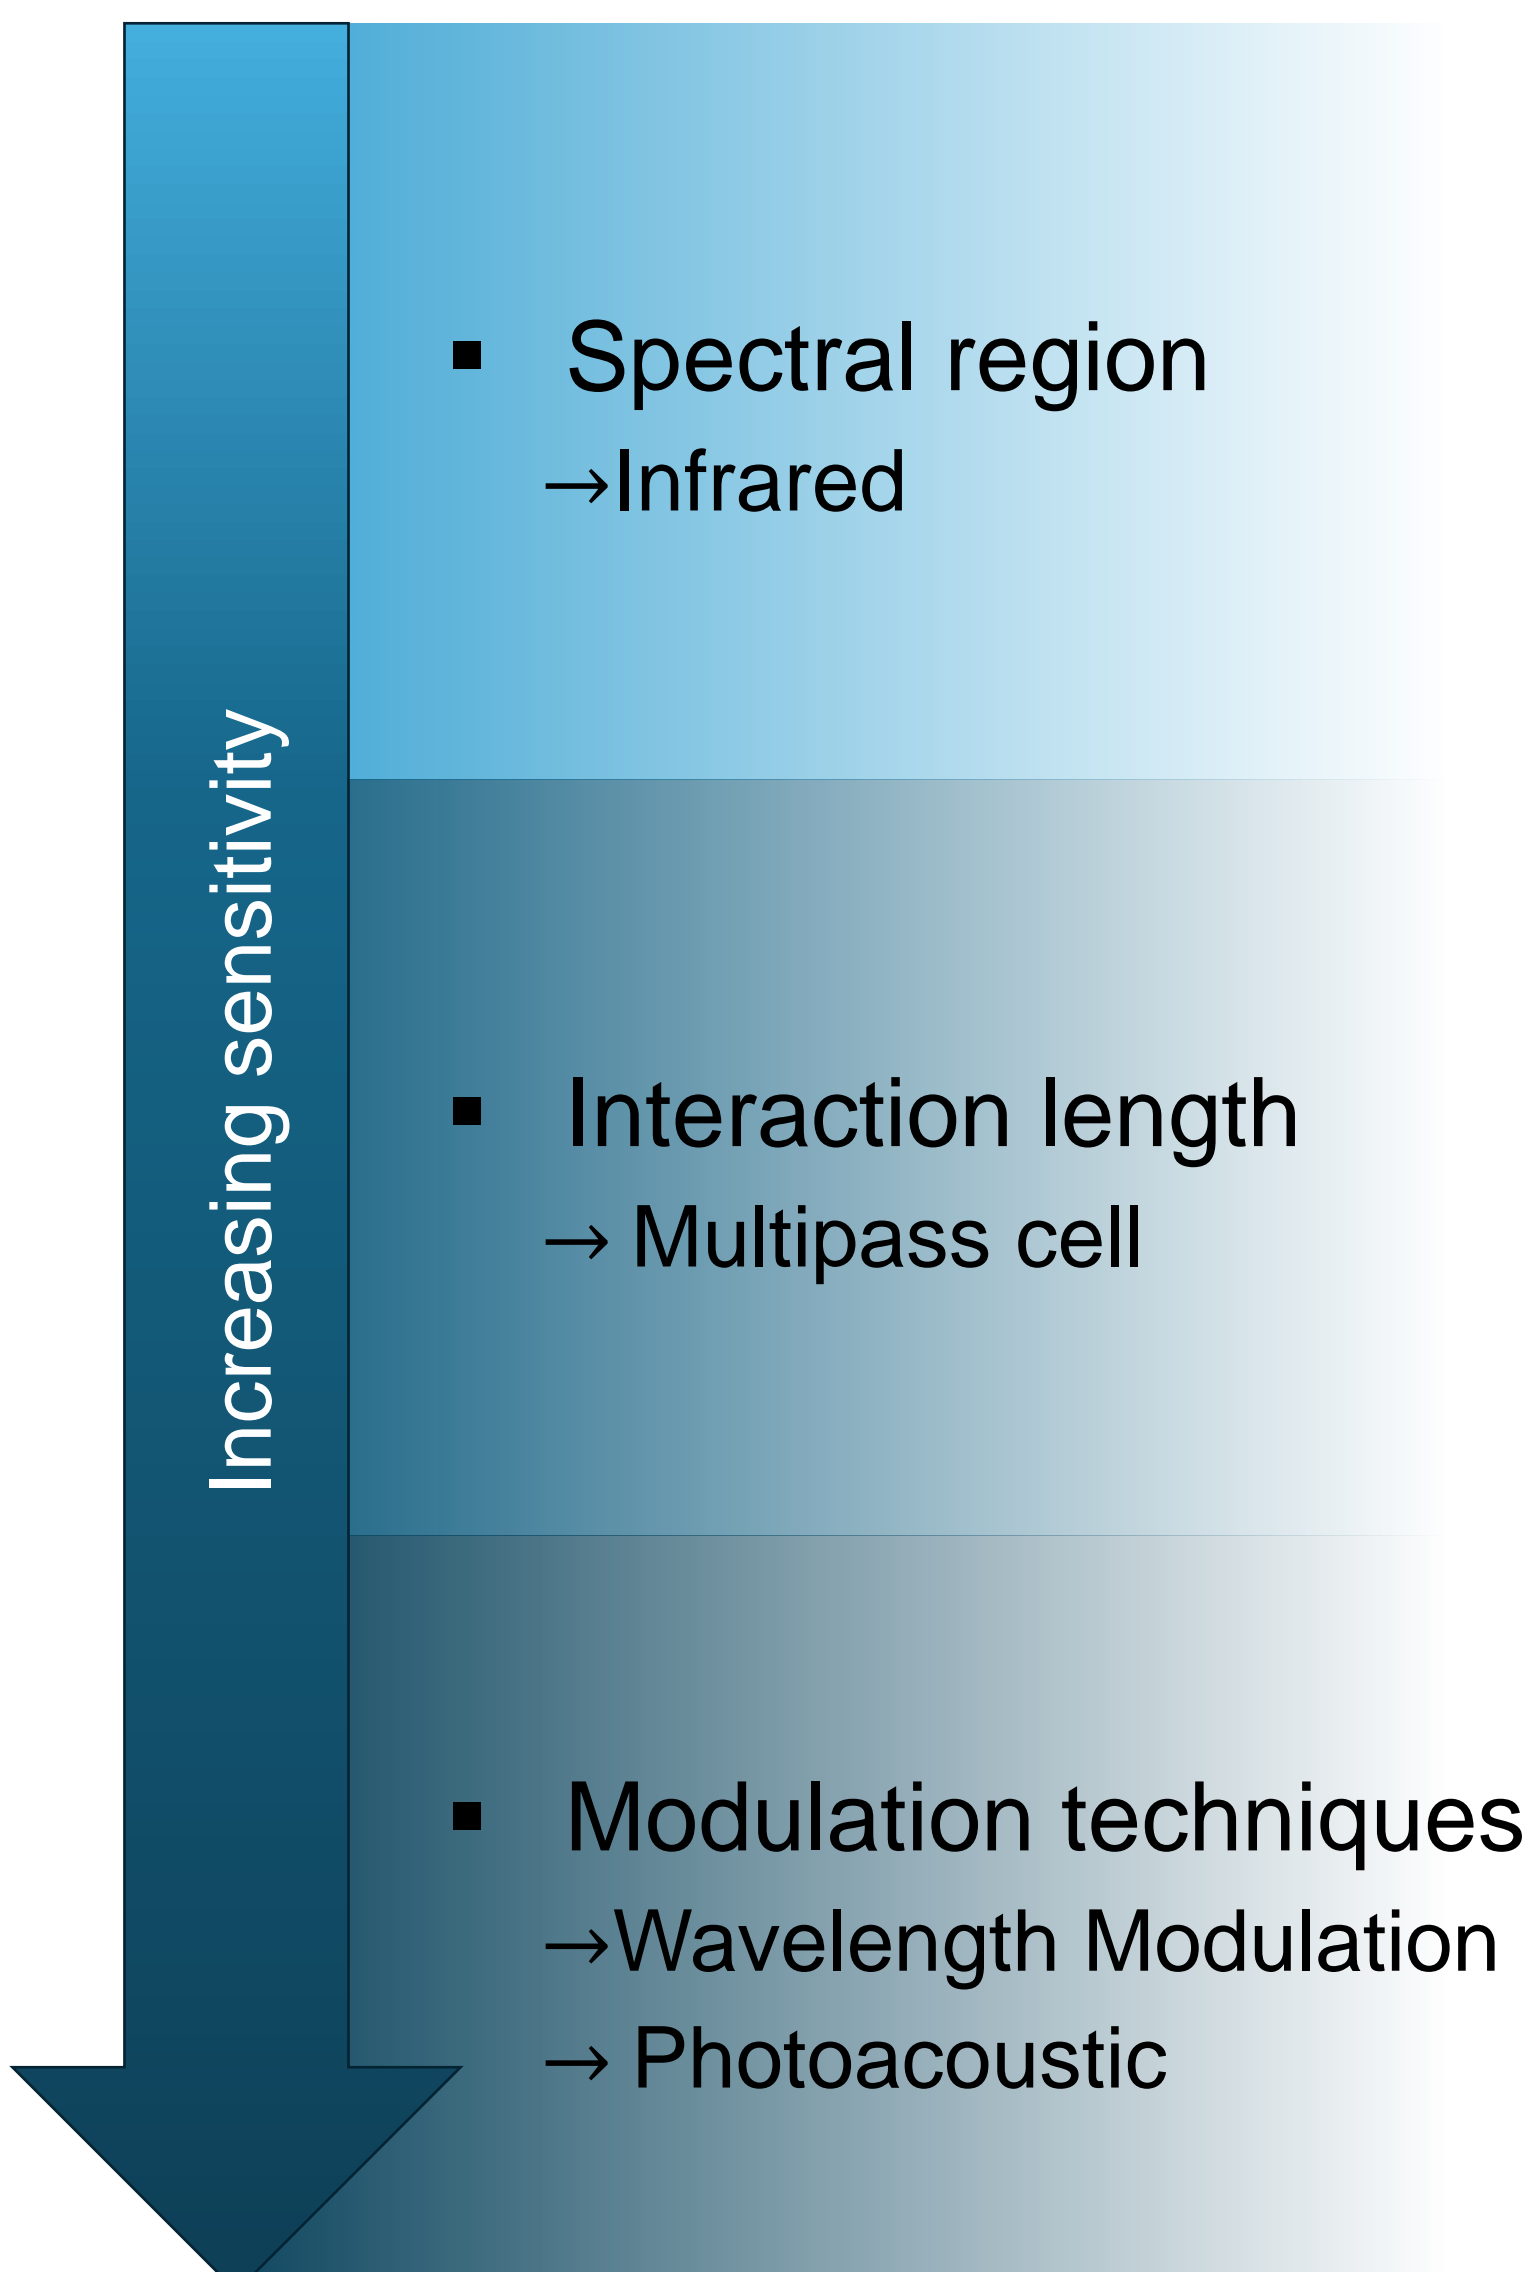 Increasing sensitivity
▪ Spectral region
→Infrared
▪ Interaction length
→ Multipass cell
▪ Modulation techniques
→Wavelength Modulation
→ Photoacoustic